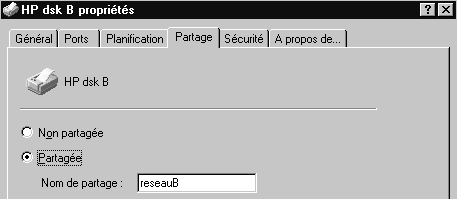 HP dsk B propriétés
Général Ports Planification Partage Sécurité A propos de...
HP dsk B
Non partagée
Partagée
Nom de partage : reseauB